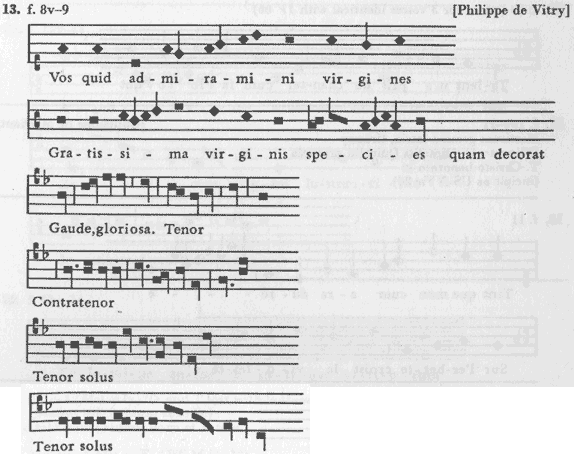 13. f. 8v–9 [Philippe de Vitry]
Vos quid ad - mi - ra - mi - ni vir - gi - nes
Gra - tis - si - ma vir - gi - nis spe - ci - es quam decorat
Gaude, gloriosa. Tenor
Contratenor
Tenor solus
Tenor solus